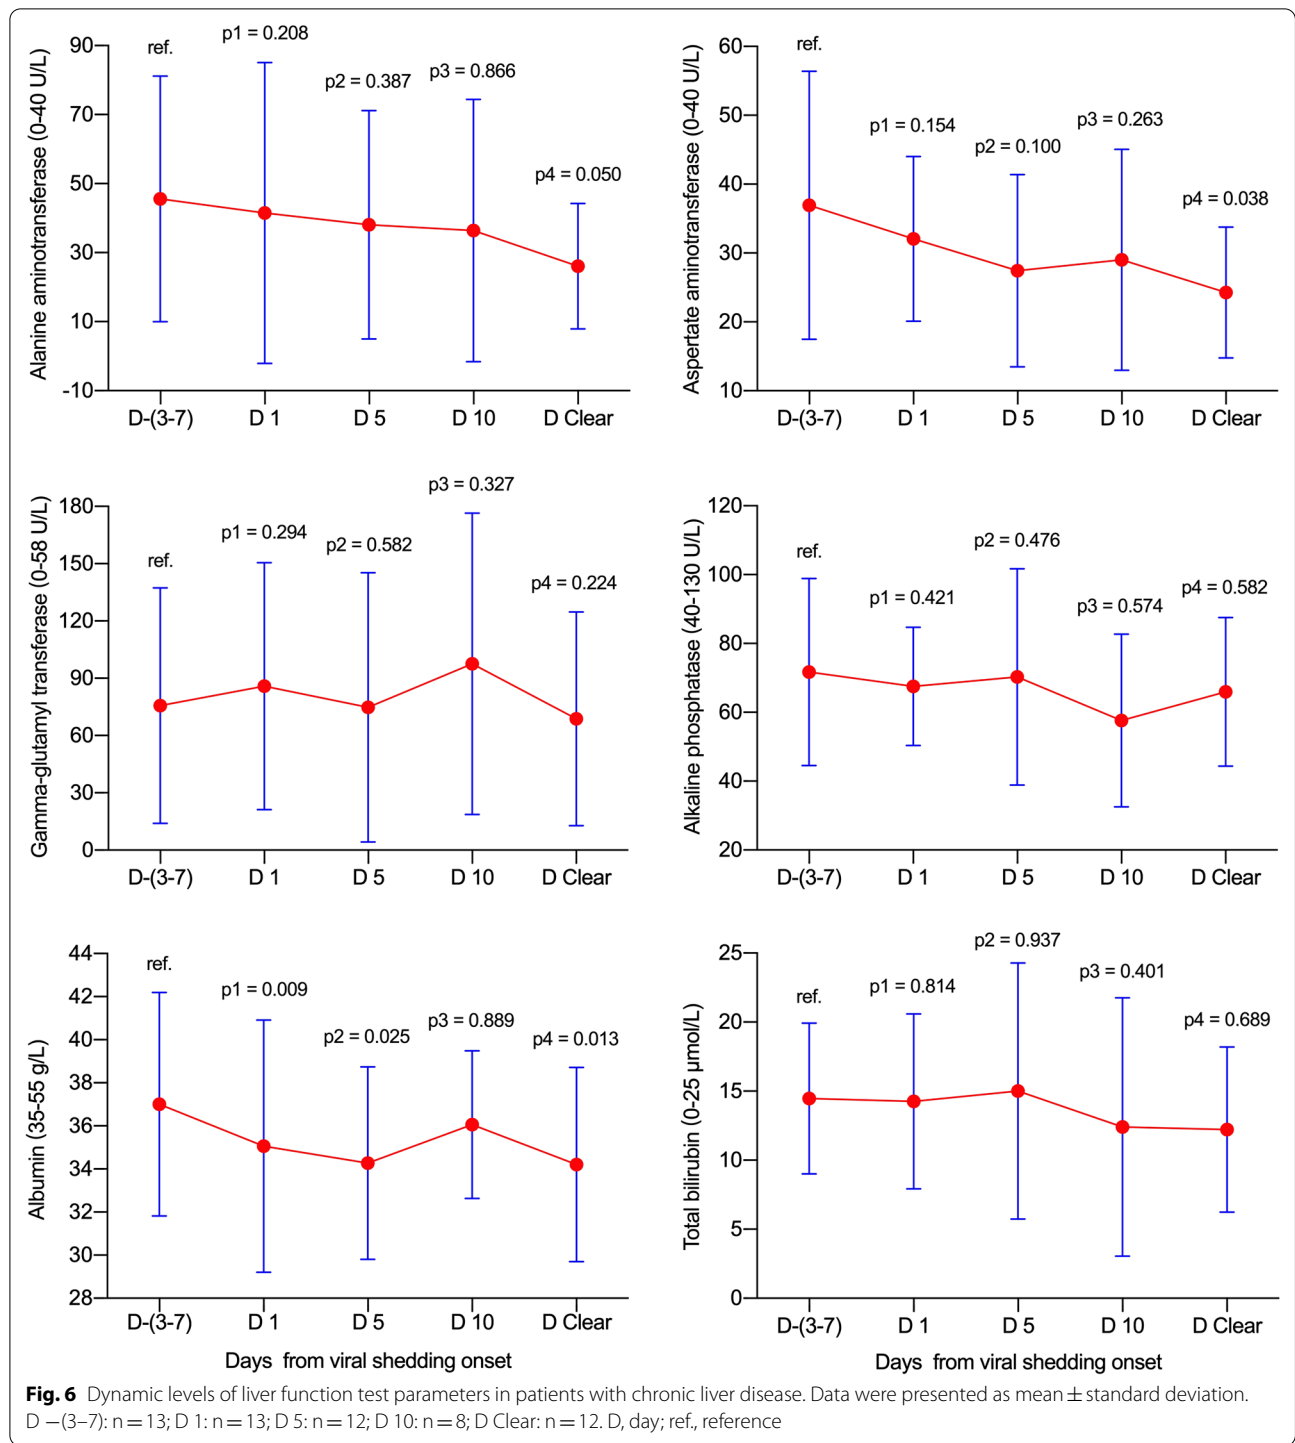 Alanine aminotransferase (0-40 U/L)
90
70
50
30
10
-10
ref.
p1 = 0.208
p2 = 0.387
p3 = 0.866
p4 = 0.050
D-(3-7)
D 1
D 5
D 10
D Clear
Aspertate aminotransferase (0-40 U/L)
60
50
40
30
20
10
ref.
p1 = 0.154
p2 = 0.100
p3 = 0.263
p4 = 0.038
D-(3-7)
D 1
D 5
D 10
D Clear
Gamma-glutamyl transferase (0-58 U/L)
180
150
120
90
60
30
0
ref.
p1 = 0.294
p2 = 0.582
p3 = 0.327
p4 = 0.224
D-(3-7)
D 1
D 5
D 10
D Clear
Alkaline phosphatase (40-130 U/L)
120
100
80
60
40
20
ref.
p1 = 0.421
p2 = 0.476
p3 = 0.574
p4 = 0.582
D-(3-7)
D 1
D 5
D 10
D Clear
Albumin (35-55 g/L)
44
42
40
38
36
34
32
30
28
ref.
p1 = 0.009
p2 = 0.025
p3 = 0.889
p4 = 0.013
D-(3-7)
D 1
D 5
D 10
D Clear
Days from viral shedding onset
Total bilirubin (0-25 µmol/L)
25
20
15
10
5
0
ref.
p1 = 0.814
p2 = 0.937
p3 = 0.401
p4 = 0.689
D-(3-7)
D 1
D 5
D 10
D Clear
Days from viral shedding onset
Fig. 6 Dynamic levels of liver function test parameters in patients with chronic liver disease. Data were presented as mean ± standard deviation.
D −(3–7): n = 13; D 1: n = 13; D 5: n = 12; D 10: n = 8; D Clear: n = 12. D, day; ref., reference